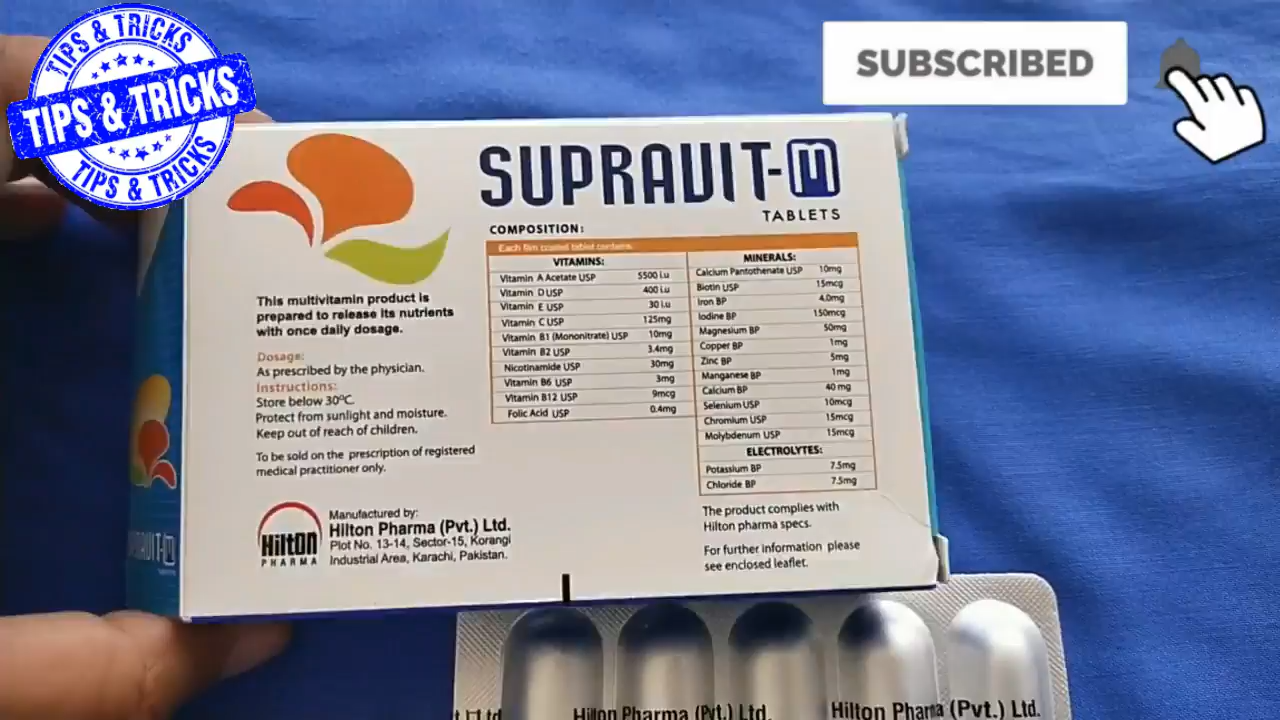 TIPS & TRICKS
TIPS & TRICKS
TIPS & TRICKS
SUBSCRIBED
SUPRAVIT-M
TABLETS
COMPOSITION:
Each film coated tablet contains:
VITAMINS:
Vitamin A Acetate USP 5500 i.u
Vitamin D USP 400 i.u
Vitamin E USP 30 i.u
Vitamin C USP 125mg
Vitamin B1 (Mononitrate) USP 10mg
Vitamin B2 USP 3.4mg
Nicotinamide USP 30mg
Vitamin B6 USP 3mg
Vitamin B12 USP 9mcg
Folic Acid USP 0.4mg
MINERALS:
Calcium Pantothenate USP 10mg
Biotin USP 15mcg
Iron BP 4.0mg
Iodine BP 150mcg
Magnesium BP 50mg
Copper BP 1mg
Zinc BP 5mg
Manganese BP 1mg
Calcium BP 40 mg
Selenium USP 10mcg
Chromium USP 15mcg
Molybdenum USP 15mcg
ELECTROLYTES:
Potassium BP 7.5mg
Chloride BP 7.5mg
This multivitamin product is
prepared to release its nutrients
with once daily dosage.
Dosage:
As prescribed by the physician.
Instructions:
Store below 30°C.
Protect from sunlight and moisture.
Keep out of reach of children.
To be sold on the prescription of registered
medical practitioner only.
HiltON
PHARMA
Manufactured by:
Hilton Pharma (Pvt.) Ltd.
Plot No. 13-14, Sector-15, Korangi
Industrial Area, Karachi, Pakistan.
The product complies with
Hilton pharma specs.
For further information please
see enclosed leaflet.
SUPRAVIT-M
Hilton Pharma (Pvt.) Ltd.
Hilton Pharma (Pvt.) Ltd.